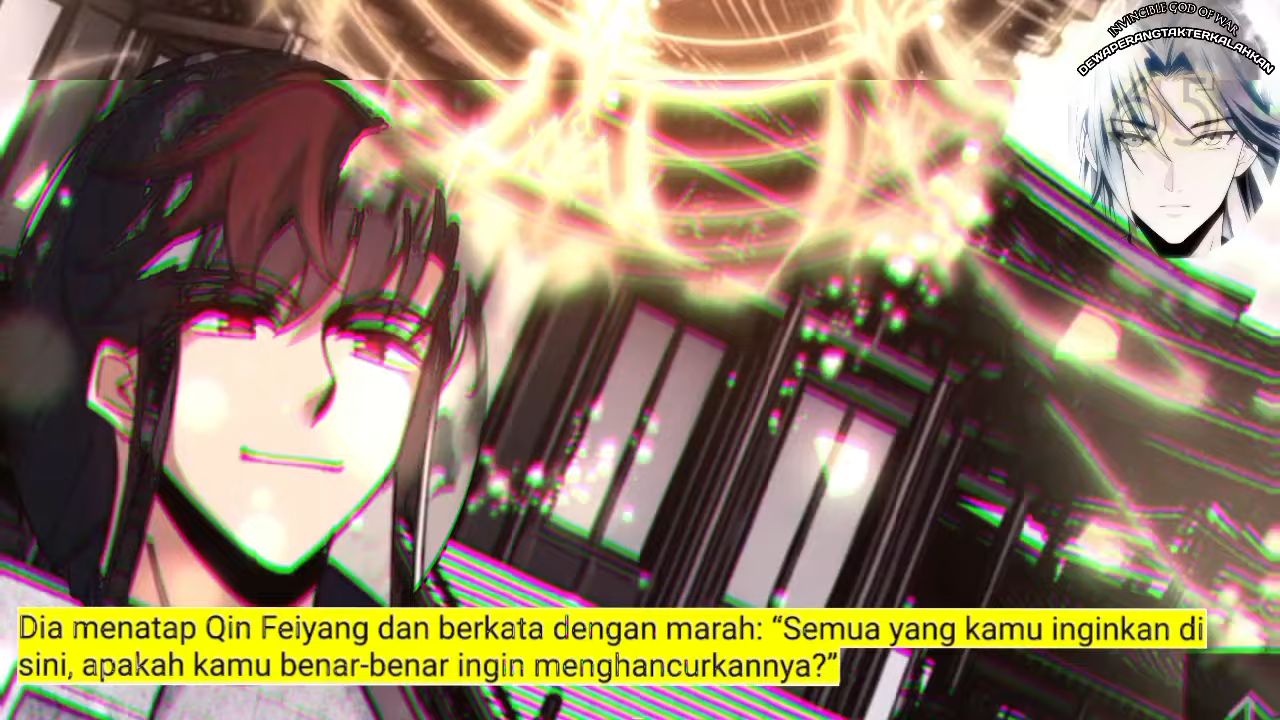 INVINCIBLE GOD OF WAR
DEWAPERANGTAKTERKALAHKAN
Dia menatap Qin Feiyang dan berkata dengan marah: “Semua yang kamu inginkan di
sini, apakah kamu benar-benar ingin menghancurkannya?”